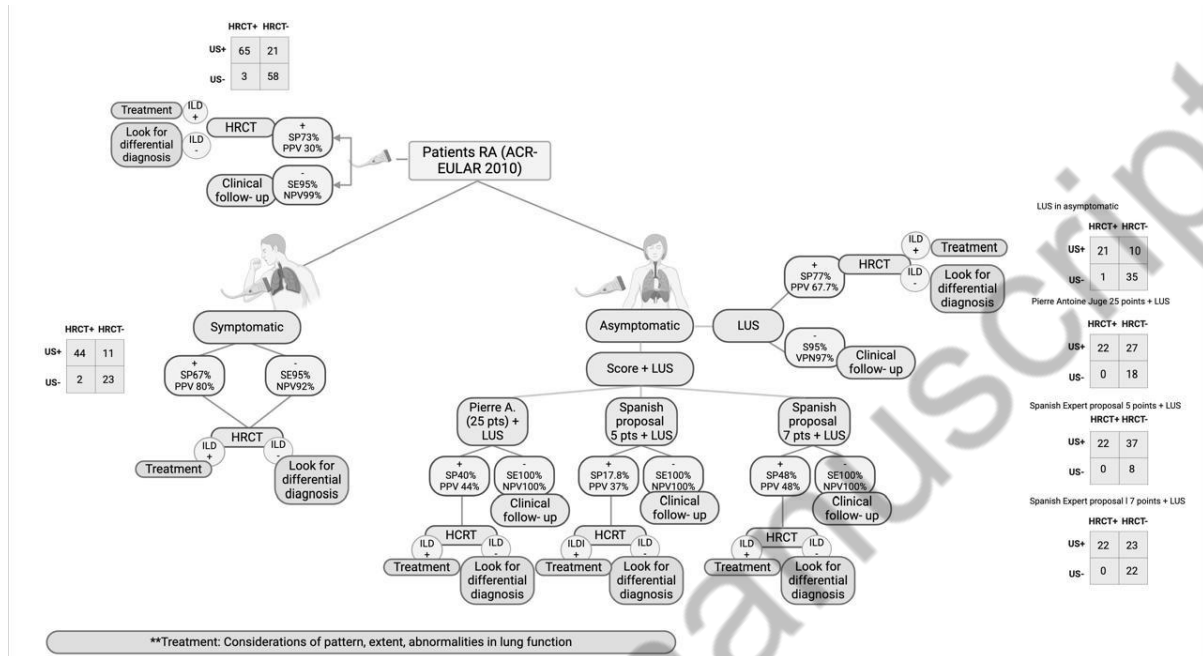 HRCT+ HRCT-
US+ 65 21
US- 3 58
Treatment
ILD
+
Look for
differential
diagnosis
ILD
-
HRCT
+
SP73%
PPV 30%
Clinical
follow- up
-
SE95%
NPV99%
Patients RA (ACR-
EULAR 2010)
Symptomatic
HRCT+ HRCT-
US+ 44 11
US- 2 23
+
SP67%
PPV 80%
-
SE95%
NPV92%
HRCT
ILD
+
ILD
-
Treatment
Look for
differential
diagnosis
Asymptomatic
LUS
+
SP77%
PPV 67.7%
HRCT
ILD
+
Treatment
ILD
-
Look for
differential
diagnosis
-
S95%
VPN97%
Clinical
follow- up
Score + LUS
Pierre A.
(25 pts) +
LUS
+
SP40%
PPV 44%
-
SE100%
NPV100%
Clinical
follow- up
HCRT
ILD
+
ILD
-
Treatment
Look for
differential
diagnosis
Spanish
proposal
5 pts + LUS
+
SP17.8%
PPV 37%
-
SE100%
NPV100%
Clinical
follow- up
HCRT
ILDI
+
ILD
-
Treatment
Look for
differential
diagnosis
Spanish
proposal
7 pts + LUS
+
SP48%
PPV 48%
-
SE100%
NPV100%
Clinical
follow- up
HRCT
ILD
+
ILD
-
Treatment
Look for
differential
diagnosis
LUS in asymptomatic
HRCT+ HRCT-
US+ 21 10
US- 1 35
Pierre Antoine Juge 25 points + LUS
HRCT+ HRCT-
US+ 22 27
US- 0 18
Spanish Expert proposal 5 points + LUS
HRCT+ HRCT-
US+ 22 37
US- 0 8
Spanish Expert proposal l 7 points + LUS
HRCT+ HRCT-
US+ 22 23
US- 0 22
**Treatment: Considerations of pattern, extent, abnormalities in lung function
anuscript